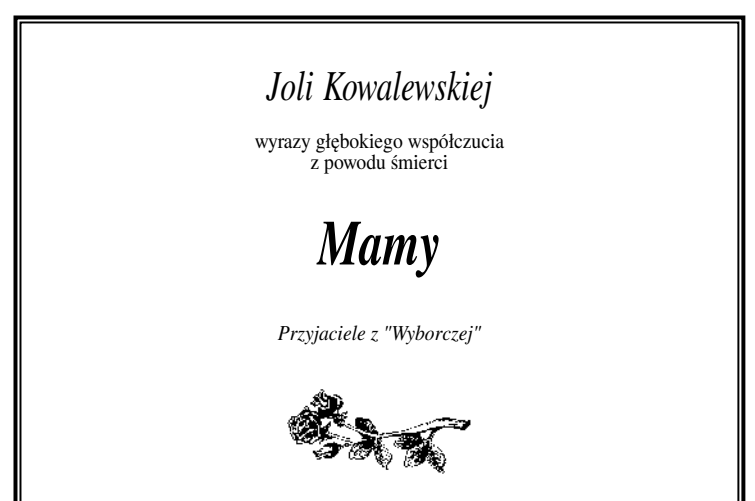 Joli Kowalewskiej
wyrazy głębokiego współczucia
z powodu śmierci
Mamy
Przyjaciele z "Wyborczej"